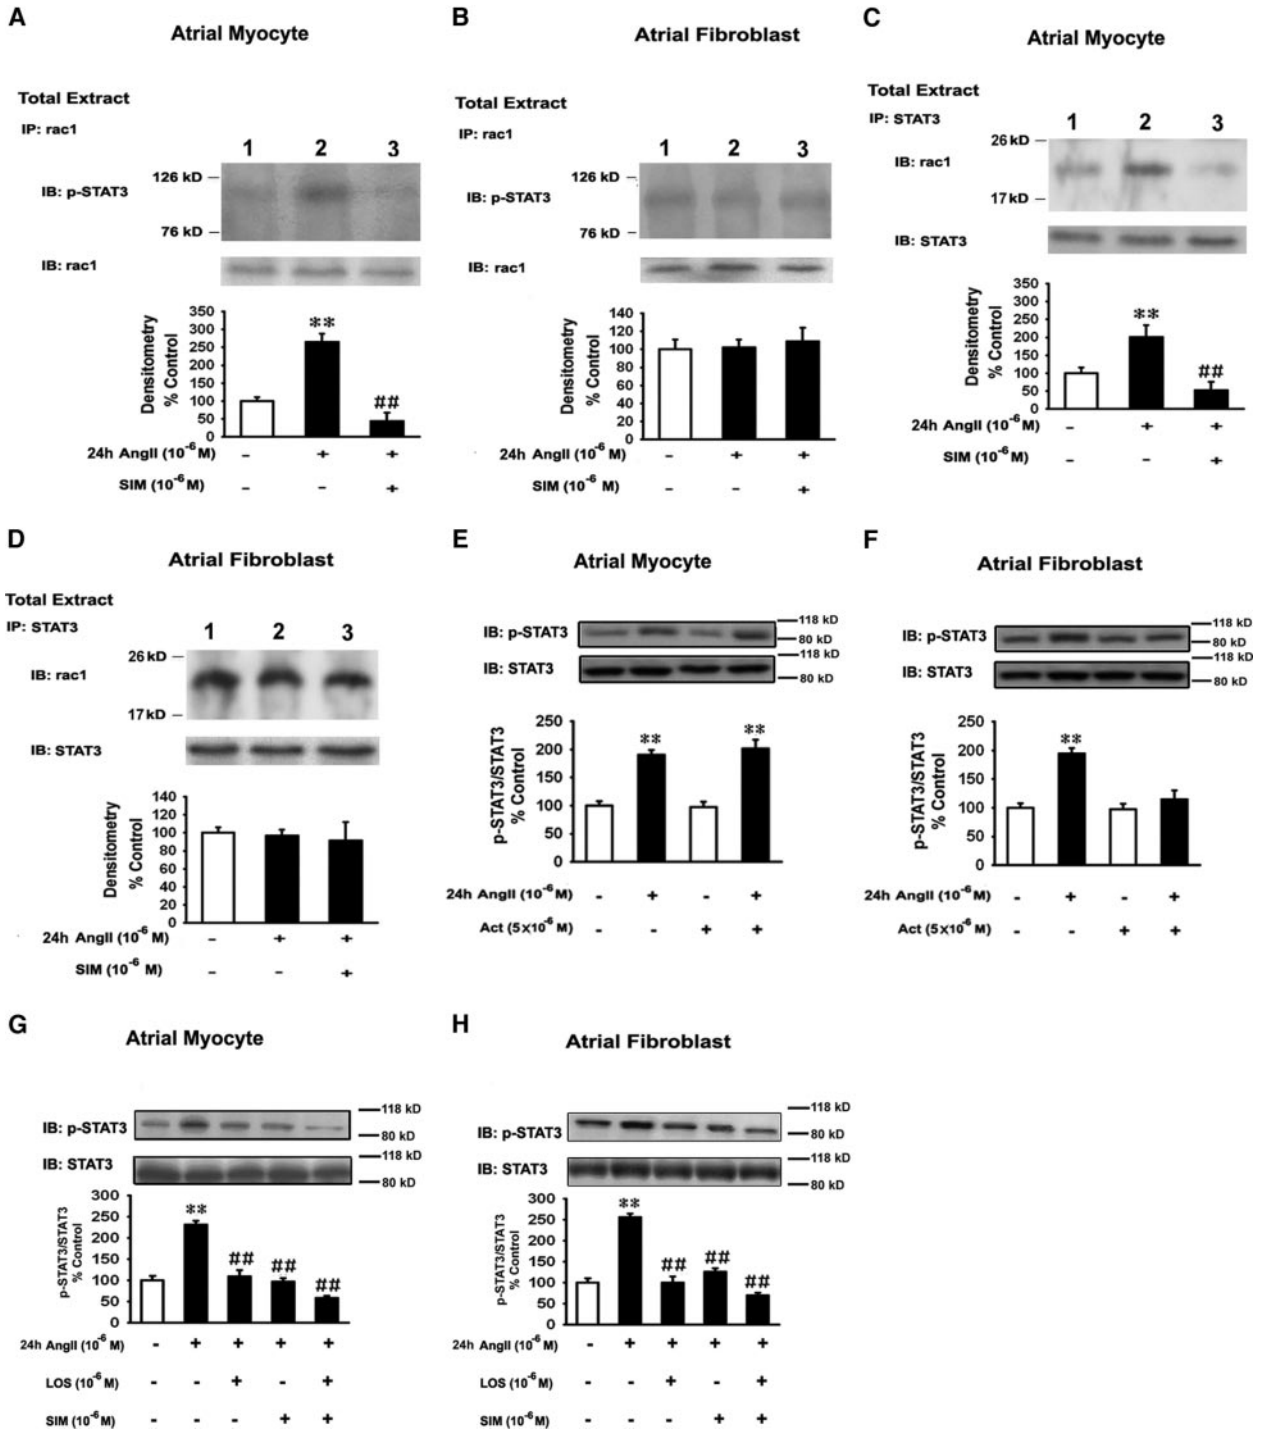 A
Atrial Myocyte
Total Extract
IP: rac1
1 2 3
126 kD
IB: p-STAT3
76 kD
IB: rac1
Densitometry
% Control
350
300
250
200
150
100
50
0
**
##
24h AngII (10⁻⁶ M) - + +
SIM (10⁻⁶ M) - - +
B
Atrial Fibroblast
Total Extract
IP: rac1
1 2 3
126 kD
IB: p-STAT3
76 kD
IB: rac1
Densitometry
% Control
140
120
100
80
60
40
20
0
24h AngII (10⁻⁶ M) - + +
SIM (10⁻⁶ M) - - +
C
Atrial Myocyte
Total Extract
IP: STAT3
1 2 3
26 kD
IB: rac1
17 kD
IB: STAT3
Densitometry
% Control
350
300
250
200
150
100
50
0
**
##
24h AngII (10⁻⁶ M) - + +
SIM (10⁻⁶ M) - - +
D
Atrial Fibroblast
Total Extract
IP: STAT3
1 2 3
26 kD
IB: rac1
17 kD
IB: STAT3
Densitometry
% Control
140
120
100
80
60
40
20
0
24h AngII (10⁻⁶ M) - + +
SIM (10⁻⁶ M) - - +
E
Atrial Myocyte
IB: p-STAT3
118 kD
80 kD
IB: STAT3
118 kD
80 kD
p-STAT3/STAT3
% Control
250
200
150
100
50
0
**
**
24h AngII (10⁻⁶ M) - + - +
Act (5×10⁻⁶ M) - - + +
F
Atrial Fibroblast
IB: p-STAT3
118 kD
80 kD
IB: STAT3
118 kD
80 kD
p-STAT3/STAT3
% Control
250
200
150
100
50
0
**
24h AngII (10⁻⁶ M) - + - +
Act (5×10⁻⁶ M) - - + +
G
Atrial Myocyte
IB: p-STAT3
118 kD
80 kD
IB: STAT3
118 kD
80 kD
p-STAT3/STAT3
% Control
300
250
200
150
100
50
0
**
##
##
##
24h AngII (10⁻⁶ M) - + + + +
LOS (10⁻⁶ M) - - + - +
SIM (10⁻⁶ M) - - - + +
H
Atrial Fibroblast
IB: p-STAT3
118 kD
80 kD
IB: STAT3
118 kD
80 kD
p-STAT3/STAT3
% Control
300
250
200
150
100
50
0
**
##
##
##
24h AngII (10⁻⁶ M) - + + + +
LOS (10⁻⁶ M) - - + - +
SIM (10⁻⁶ M) - - - + +